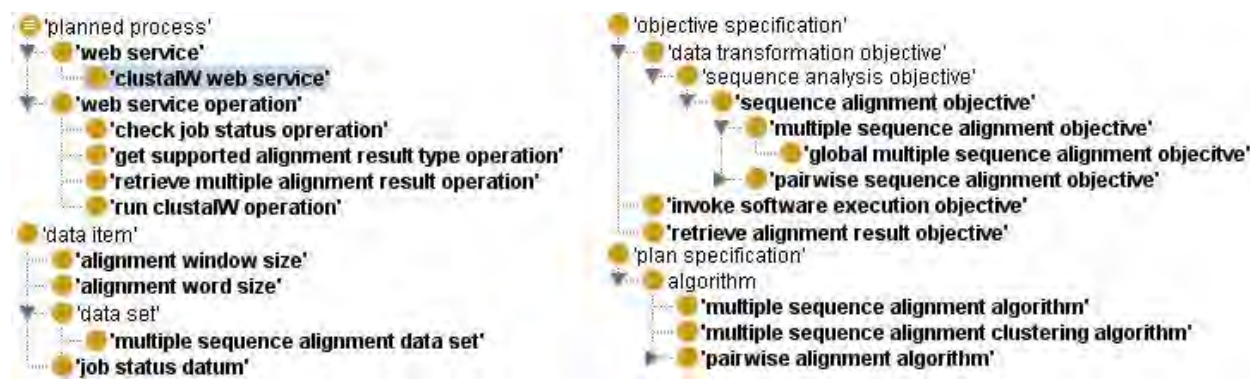 'planned process'
'web service'
'clustalW web service'
'web service operation'
'check job status opreration'
'get supported alignment result type operation'
'retrieve multiple alignment result operation'
'run clustalW operation'
'data item'
'alignment window size'
'alignment word size'
'data set'
'multiple sequence alignment data set'
'job status datum'
'objective specification'
'data transformation objective'
'sequence analysis objective'
'sequence alignment objective'
'multiple sequence alignment objective'
'global multiple sequence alignment objecitve'
'pairwise sequence alignment objective'
'invoke software execution objective'
'retrieve alignment result objective'
'plan specification'
algorithm
'multiple sequence alignment algorithm'
'multiple sequence alignment clustering algorithm'
'pairwise alignment algorithm'